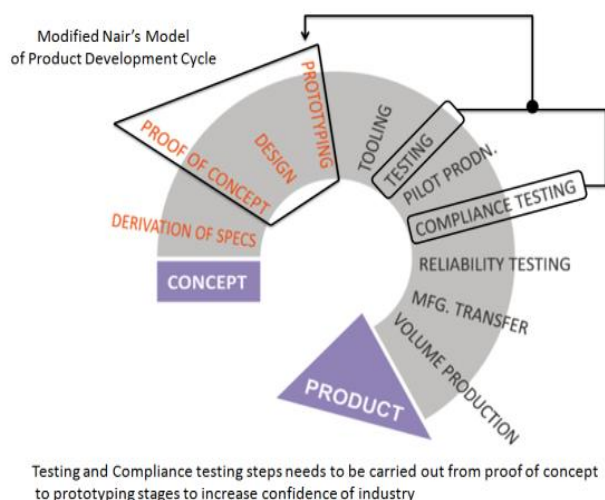 Modified Nair's Model
of Product Development Cycle
CONCEPT
DERIVATION OF SPECS
PROOF OF CONCEPT
DESIGN
PROTOTYPING
TOOLING
TESTING
PILOT PRODN.
COMPLIANCE TESTING
RELIABILITY TESTING
MFG. TRANSFER
VOLUME PRODUCTION
PRODUCT
Testing and Compliance testing steps needs to be carried out from proof of concept
to prototyping stages to increase confidence of industry